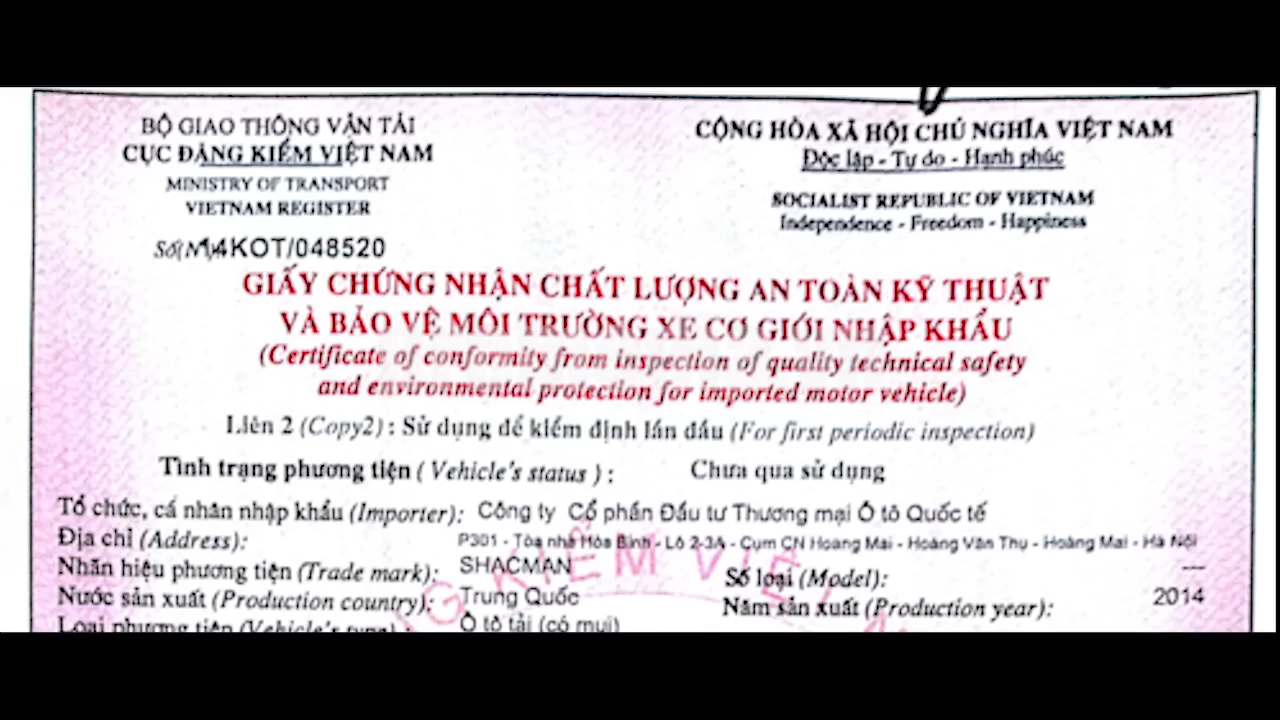 BỘ GIAO THÔNG VẬN TẢI
CỤC ĐĂNG KIỂM VIỆT NAM
MINISTRY OF TRANSPORT
VIETNAM REGISTER
CỘNG HÒA XÃ HỘI CHỦ NGHĨA VIỆT NAM
Độc lập - Tự do - Hạnh phúc
SOCIALIST REPUBLIC OF VIETNAM
Independence - Freedom - Happiness
14KOT/048520
GIẤY CHỨNG NHẬN CHẤT LƯỢNG AN TOÀN KỸ THUẬT
VÀ BẢO VỆ MÔI TRƯỜNG XE CƠ GIỚI NHẬP KHẨU
(Certificate of conformity from inspection of quality technical safety
and environmental protection for imported motor vehicle)
Liên 2 (Copy2) : Sử dụng để kiểm định lần đầu (For first periodic inspection)
Tình trạng phương tiện ( Vehicle's status ) : Chưa qua sử dụng
Tổ chức, cá nhân nhập khẩu (Importer): Công ty Cổ phần Đầu tư Thương mại Ô tô Quốc tế
Địa chỉ (Address): P301 - Tòa nhà Hòa Bình - Lô 2-3A - Cụm CN Hoàng Mai - Hoàng Văn Thụ - Hoàng Mai - Hà Nội
Nhãn hiệu phương tiện (Trade mark): SHACMAN Số loại (Model): ---
Nước sản xuất (Production country): Trung Quốc Năm sản xuất (Production year): 2014
Loại phương tiện (Vehicle's type) : Ô tô tải (có mui)
KIỂM VIỆ